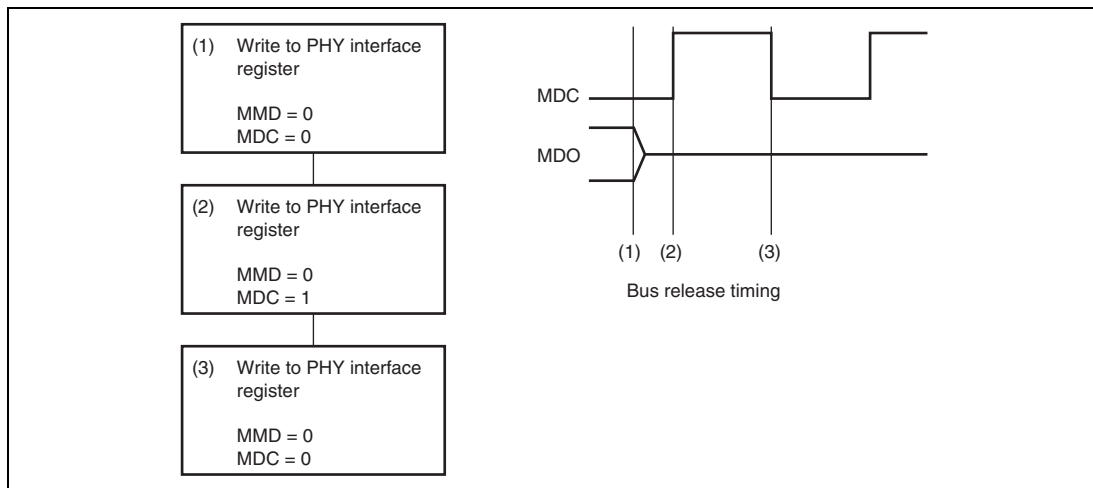 (1) Write to PHY interface
register
MMD = 0
MDC = 0
(2) Write to PHY interface
register
MMD = 0
MDC = 1
(3) Write to PHY interface
register
MMD = 0
MDC = 0
MDC
MDO
(1) (2) (3)
Bus release timing